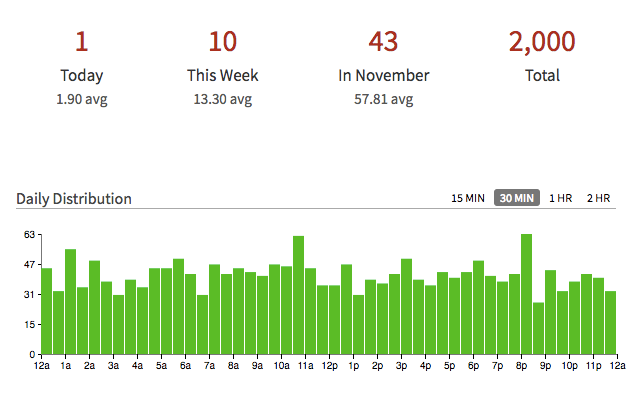 1 10 43 2,000
Today This Week In November Total
1.90 avg 13.30 avg 57.81 avg
Daily Distribution 15 MIN 30 MIN 1 HR 2 HR
63
47
31
15
0
12a 1a 2a 3a 4a 5a 6a 7a 8a 9a 10a 11a 12p 1p 2p 3p 4p 5p 6p 7p 8p 9p 10p 11p 12a